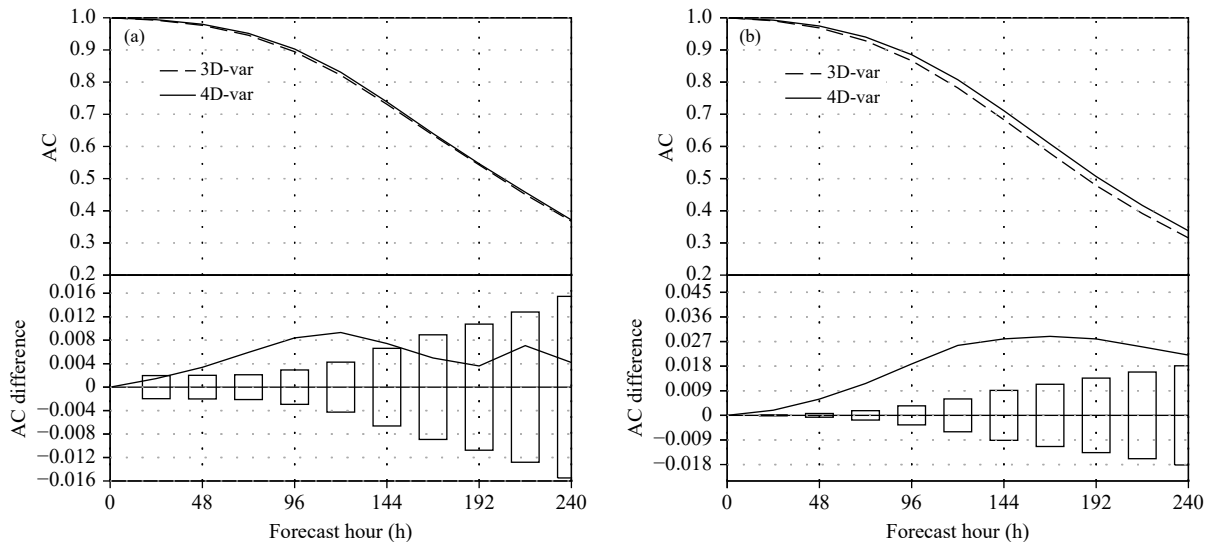 (a)
3D-var
4D-var
AC
1.0
0.9
0.8
0.7
0.6
0.5
0.4
0.3
0.2
AC difference
0.016
0.012
0.008
0.004
0
−0.004
−0.008
−0.012
−0.016
0 48 96 144 192 240
Forecast hour (h)
(b)
3D-var
4D-var
AC
1.0
0.9
0.8
0.7
0.6
0.5
0.4
0.3
0.2
AC difference
0.045
0.036
0.027
0.018
0.009
0
−0.009
−0.018
0 48 96 144 192 240
Forecast hour (h)